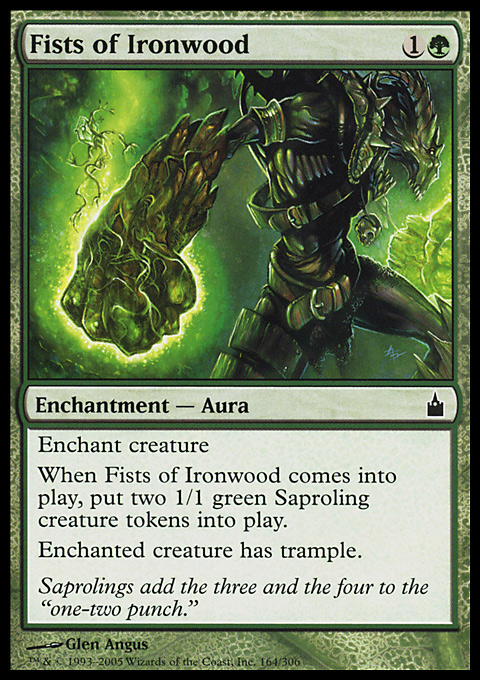 Fists of Ironwood 1
Enchantment — Aura
Enchant creature
When Fists of Ironwood comes into
play, put two 1/1 green Saproling
creature tokens into play.
Enchanted creature has trample.
Saprolings add the three and the four to the
“one-two punch.”
Glen Angus
™ & © 1993–2005 Wizards of the Coast, Inc. 164/306